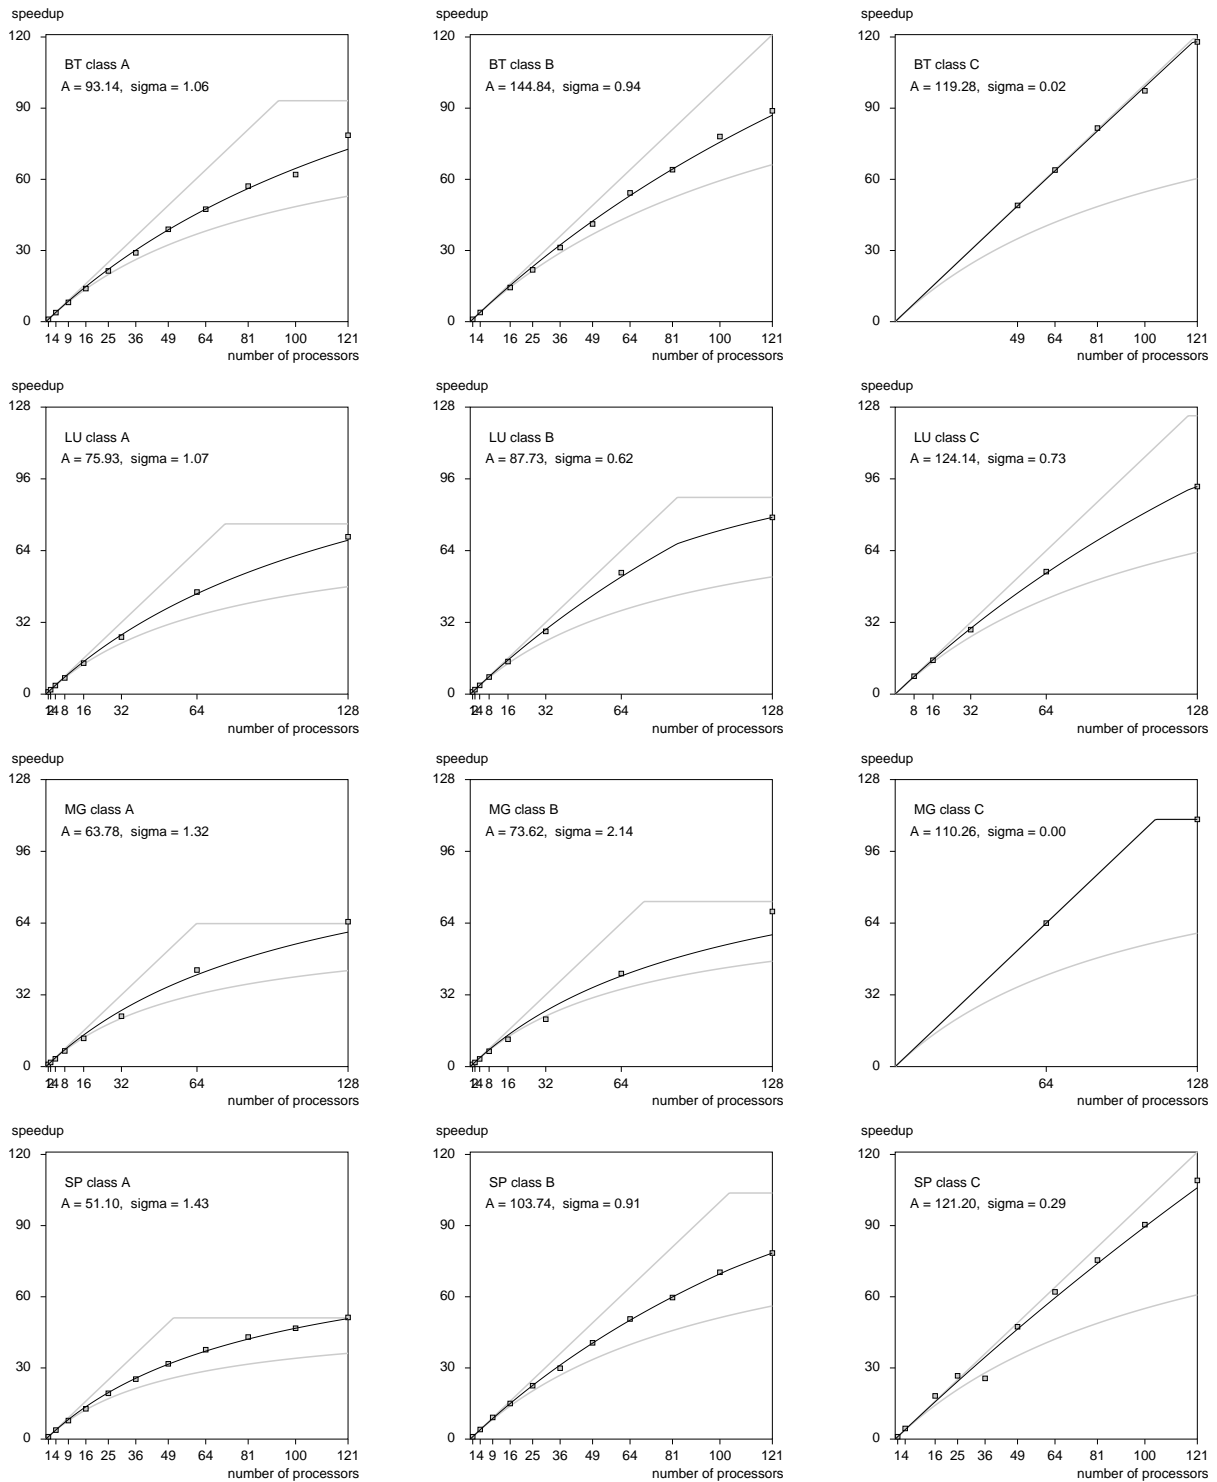 speedup
speedup
speedup
120
120
120
BT class A
BT class B
BT class C
A = 93.14, sigma = 1.06
A = 144.84, sigma = 0.94
A = 119.28, sigma = 0.02
90
90
90
60
60
60
30
30
30
0
0
0
1 4 9 16 25 36 49 64 81 100 121
1 4 16 25 36 49 64 81 100 121
49 64 81 100 121
number of processors
number of processors
number of processors
speedup
speedup
speedup
128
128
128
LU class A
LU class B
LU class C
A = 75.93, sigma = 1.07
A = 87.73, sigma = 0.62
A = 124.14, sigma = 0.73
96
96
96
64
64
64
32
32
32
0
0
0
1 2 4 8 16 32 64 128
1 2 4 8 16 32 64 128
8 16 32 64 128
number of processors
number of processors
number of processors
speedup
speedup
speedup
128
128
128
MG class A
MG class B
MG class C
A = 63.78, sigma = 1.32
A = 73.62, sigma = 2.14
A = 110.26, sigma = 0.00
96
96
96
64
64
64
32
32
32
0
0
0
1 2 4 8 16 32 64 128
1 2 4 8 16 32 64 128
64 128
number of processors
number of processors
number of processors
speedup
speedup
speedup
120
120
120
SP class A
SP class B
SP class C
A = 51.10, sigma = 1.43
A = 103.74, sigma = 0.91
A = 121.20, sigma = 0.29
90
90
90
60
60
60
30
30
30
0
0
0
1 4 9 16 25 36 49 64 81 100 121
1 4 9 16 25 36 49 64 81 100 121
1 4 16 25 36 49 64 81 100 121
number of processors
number of processors
number of processors